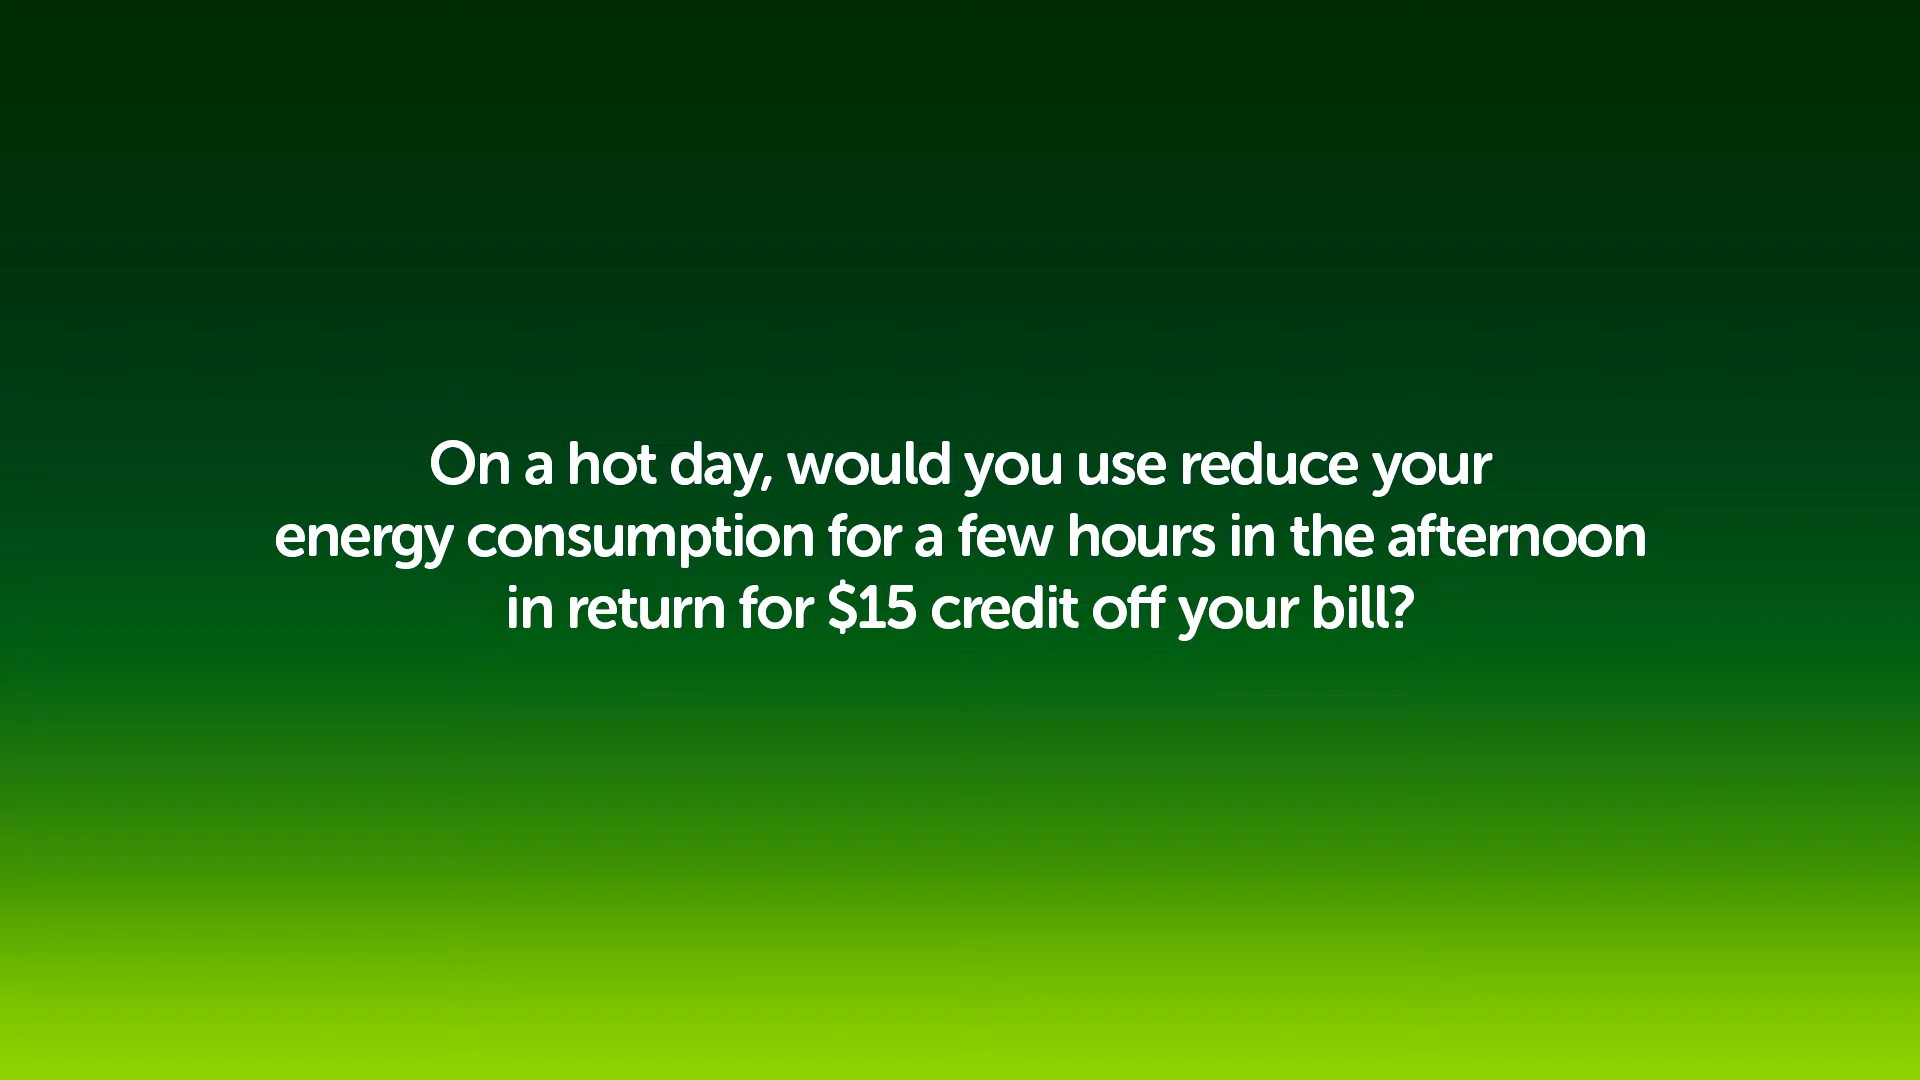 On a hot day, would you use reduce your
energy consumption for a few hours in the afternoon
in return for $15 credit off your bill?